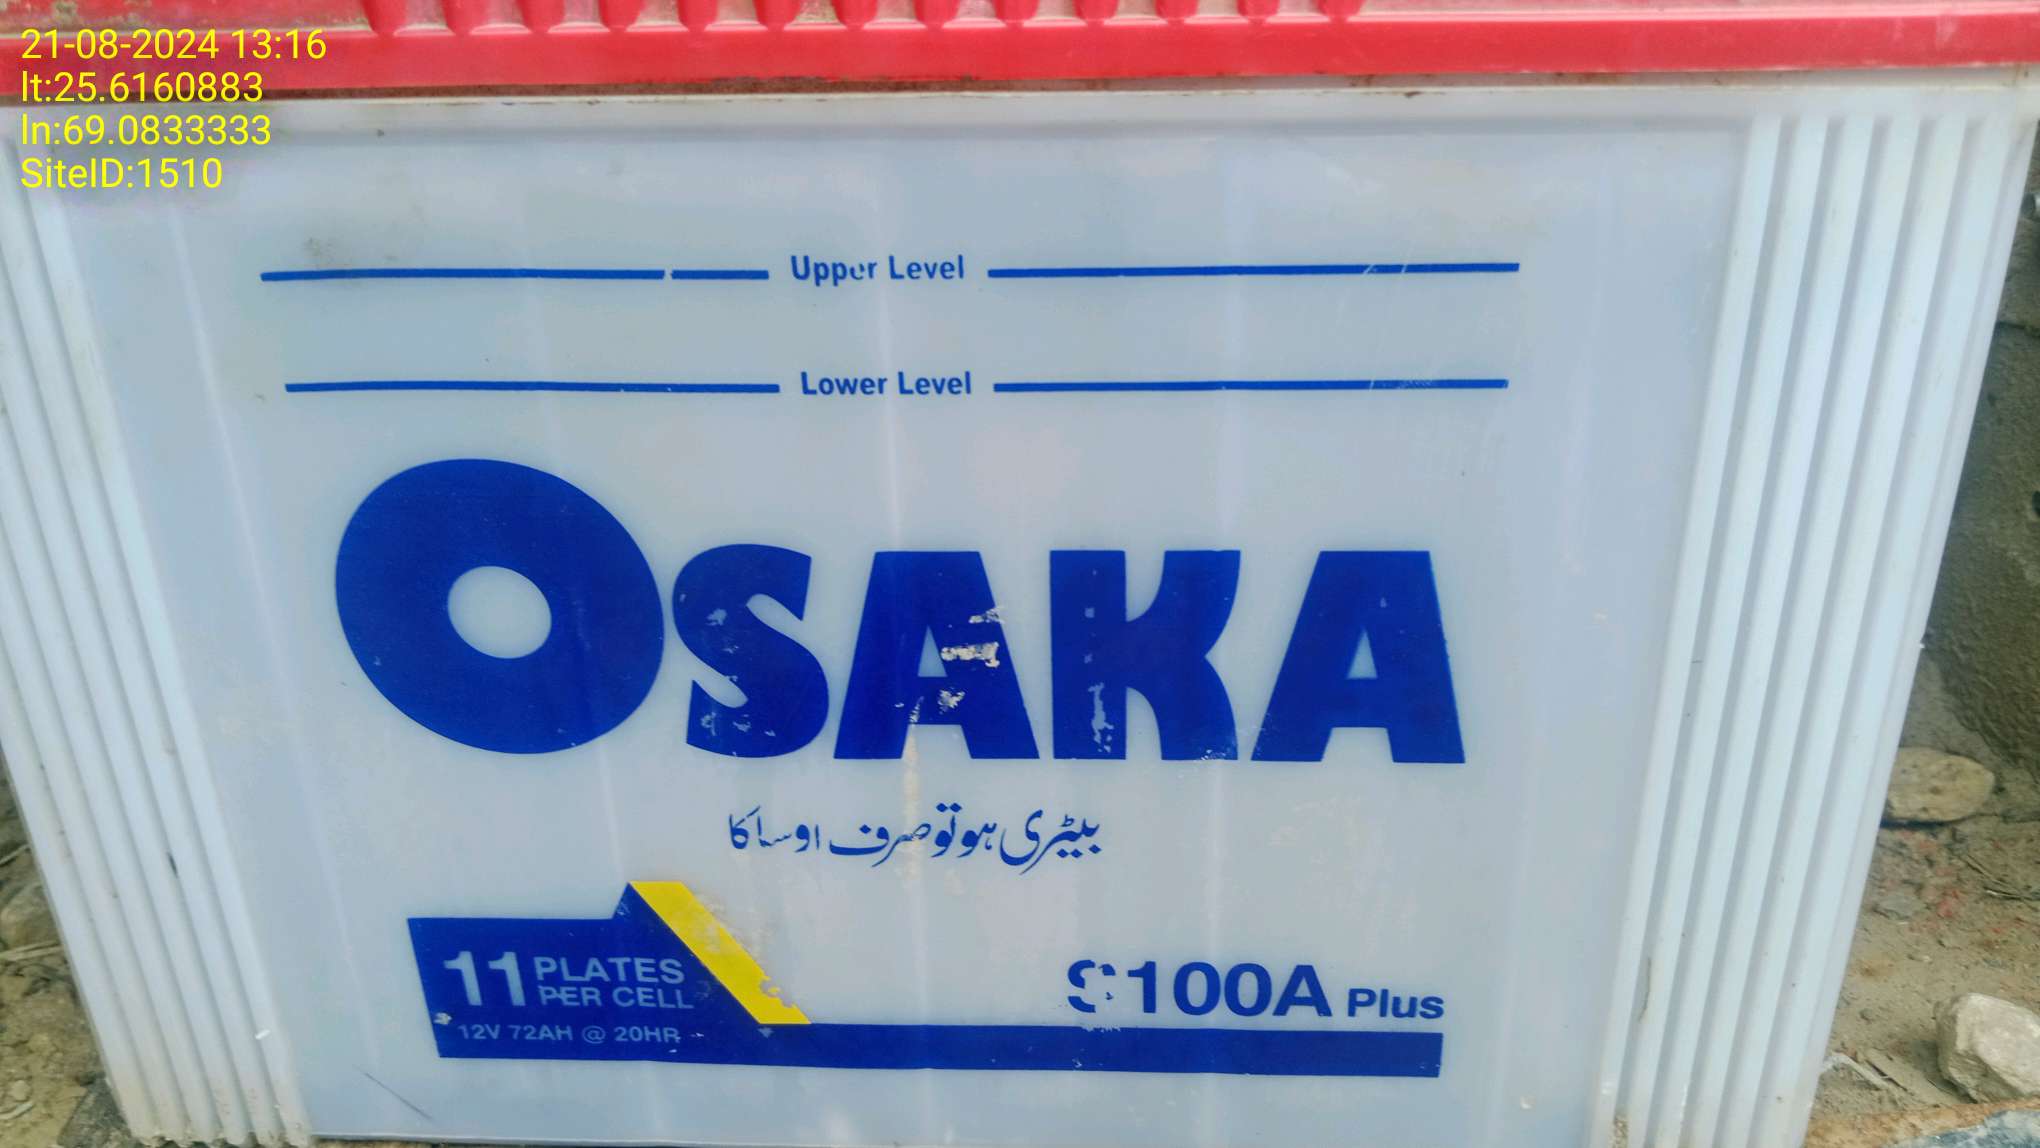 21-08-2024 13:16
lt:25.6160883
ln:69.0833333
SiteID:1510
Upper Level
Lower Level
OSAKA
بیٹری ہو تو صرف اوساکا
11 PLATES
PER CELL
12V 72AH @ 20HR
S100A Plus